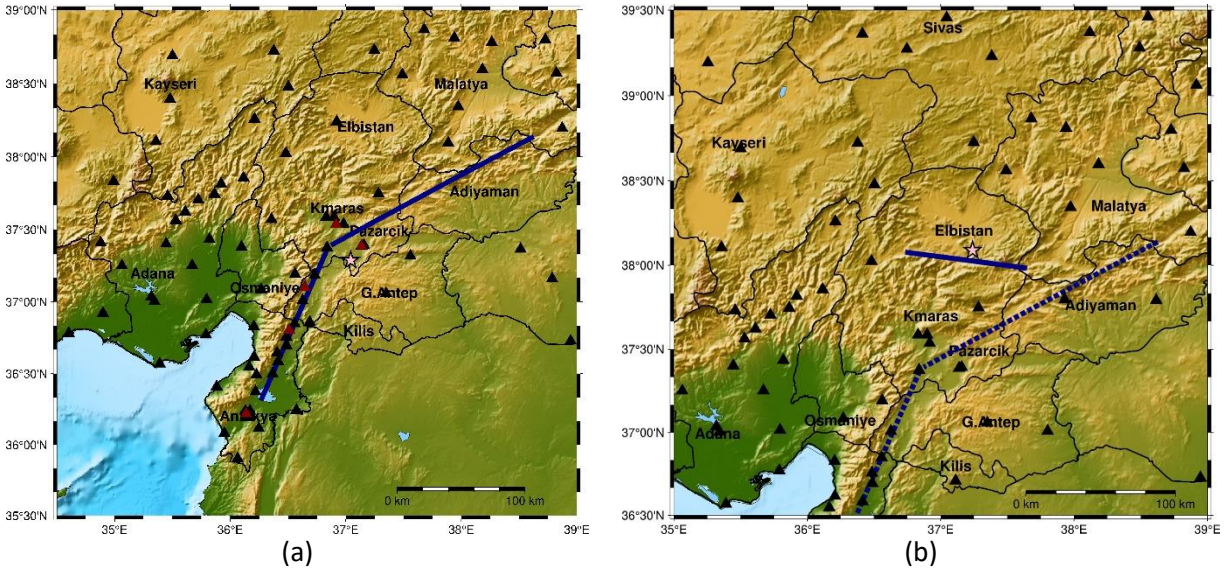 39°00'N
38°30'N
38°00'N
37°30'N
37°00'N
36°30'N
36°00'N
35°30'N
35°E
36°E
37°E
38°E
39°E
Kayseri
Malatya
Elbistan
Adiyaman
Kmaras
Pazarcik
Adana
Osmaniye
G.Antep
Kilis
Antakya
0 km
100 km
(a)
39°00'N
38°30'N
38°00'N
37°30'N
37°00'N
36°30'N
35°E
36°E
37°E
38°E
39°E
Sivas
Kayseri
Malatya
Elbistan
Adiyaman
Kmaras
Pazarcik
Osmaniye
G.Antep
Adana
Kilis
0 km
100 km
(b)